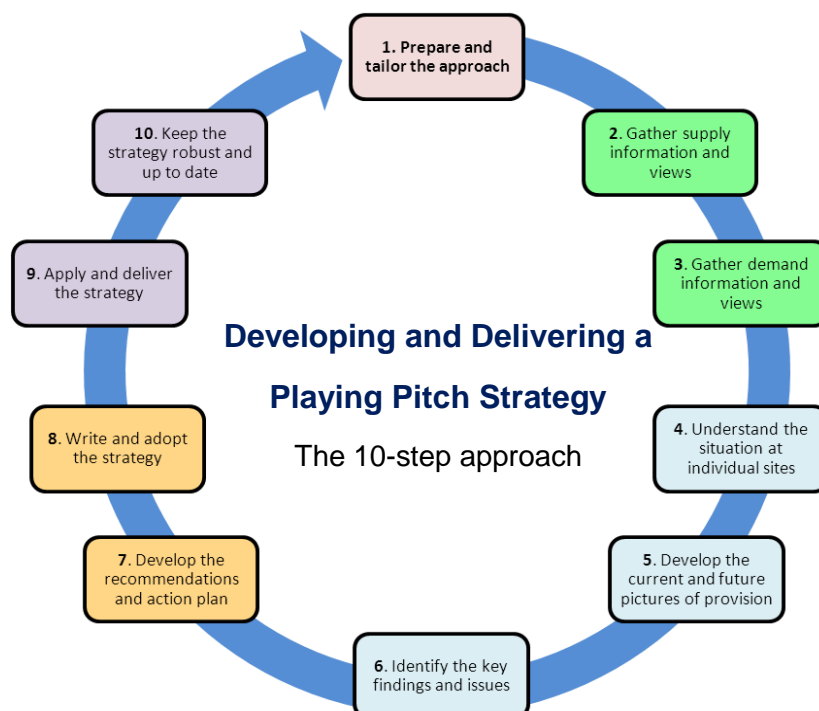 1. Prepare and
tailor the approach
2. Gather supply
information and
views
3. Gather demand
information and
views
4. Understand the
situation at
individual sites
5. Develop the
current and future
pictures of provision
6. Identify the key
findings and issues
7. Develop the
recommendations
and action plan
8. Write and adopt
the strategy
9. Apply and deliver
the strategy
10. Keep the
strategy robust and
up to date
Developing and Delivering a
Playing Pitch Strategy
The 10-step approach